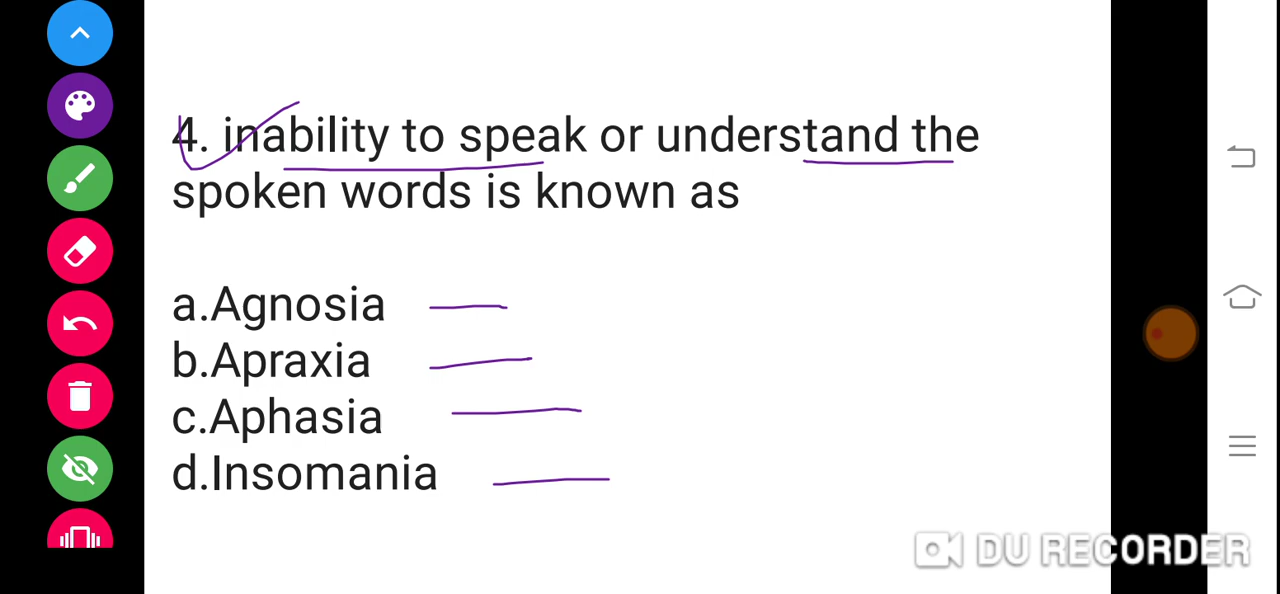 4. inability to speak or understand the
spoken words is known as
a.Agnosia
b.Apraxia
c.Aphasia
d.Insomania
DU RECORDER